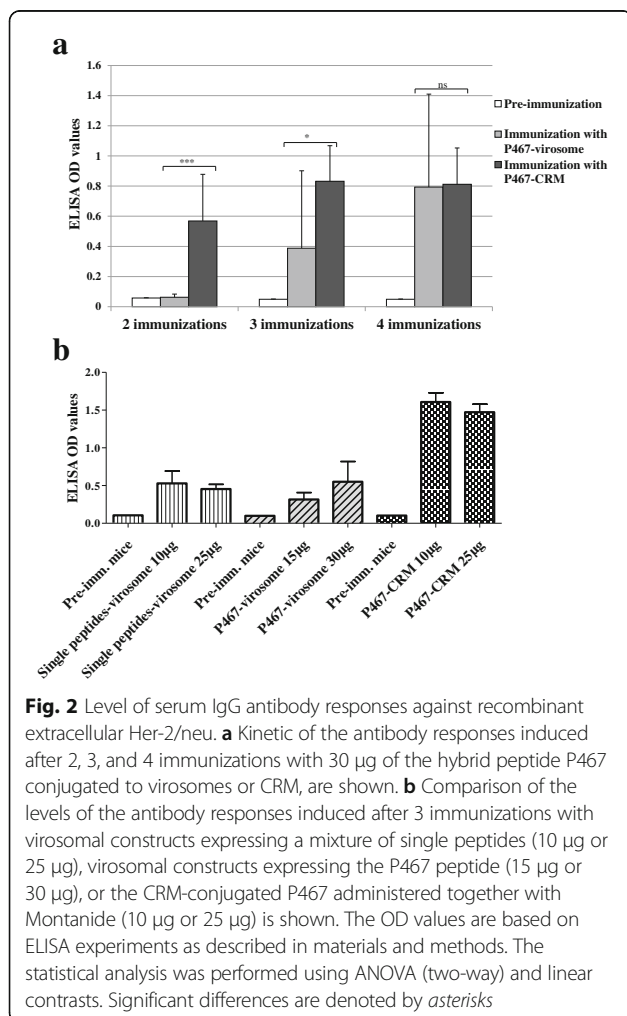 a
1.6
1.4
1.2
1
0.8
0.6
0.4
0.2
0
ELISA OD values
***
*
ns
Pre-immunization
Immunization with
P467-virosome
Immunization with
P467-CRM
2 immunizations
3 immunizations
4 immunizations
b
2.0
1.5
1.0
0.5
0.0
ELISA OD values
Pre-imm. mice
Single peptides-virosome 10µg
Single peptides-virosome 25µg
Pre-imm. mice
P467-virosome 15µg
P467-virosome 30µg
Pre-imm. mice
P467-CRM 10µg
P467-CRM 25µg
Fig. 2 Level of serum IgG antibody responses against recombinant
extracellular Her-2/neu. a Kinetic of the antibody responses induced
after 2, 3, and 4 immunizations with 30 µg of the hybrid peptide P467
conjugated to virosomes or CRM, are shown. b Comparison of the
levels of the antibody responses induced after 3 immunizations with
virosomal constructs expressing a mixture of single peptides (10 µg or
25 µg), virosomal constructs expressing the P467 peptide (15 µg or
30 µg), or the CRM-conjugated P467 administered together with
Montanide (10 µg or 25 µg) is shown. The OD values are based on
ELISA experiments as described in materials and methods. The
statistical analysis was performed using ANOVA (two-way) and linear
contrasts. Significant differences are denoted by asterisks